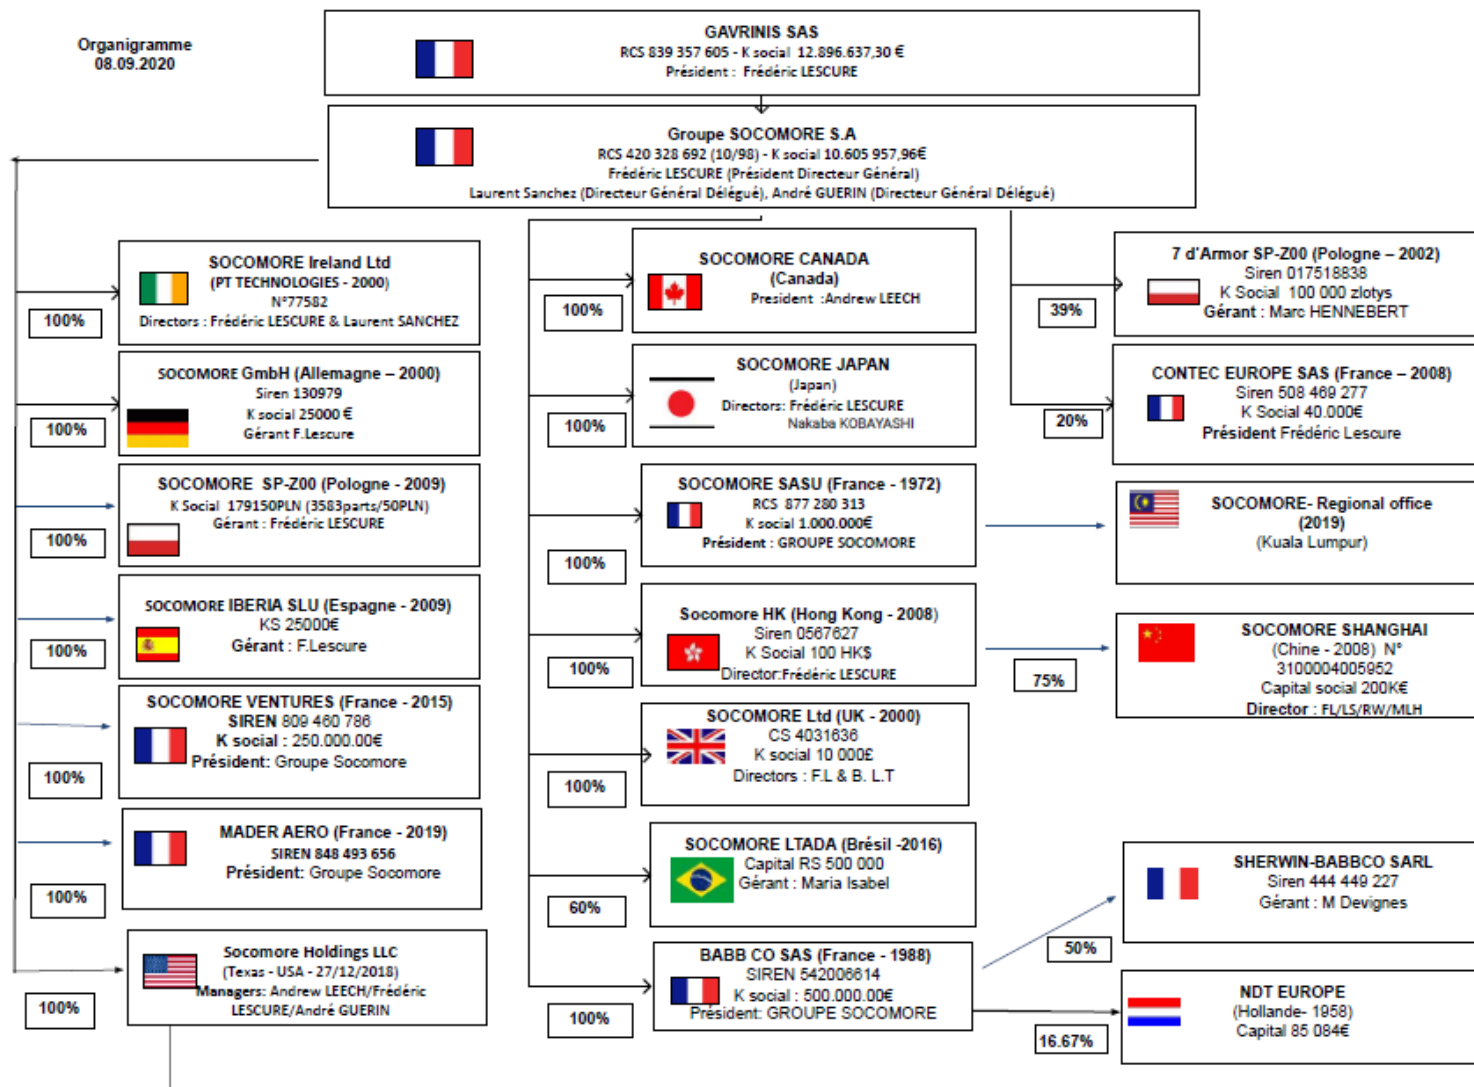 Organigramme
08.09.2020
GAVRINIS SAS
RCS 839 357 605 - K social 12.896.637,30 €
Président : Frédéric LESCURE
Groupe SOCOMORE S.A
RCS 420 328 692 (10/98) - K social 10.605 957,96€
Frédéric LESCURE (Président Directeur Général)
Laurent Sanchez (Directeur Général Délégué), André GUERIN (Directeur Général Délégué)
SOCOMORE Ireland Ltd
(PT TECHNOLOGIES - 2000)
N°77582
Directors : Frédéric LESCURE & Laurent SANCHEZ
100%
SOCOMORE GmbH (Allemagne – 2000)
Siren 130979
K social 25000 €
Gérant F.Lescure
100%
SOCOMORE SP-Z00 (Pologne - 2009)
K Social 179150PLN (3583parts/50PLN)
Gérant : Frédéric LESCURE
100%
SOCOMORE IBERIA SLU (Espagne - 2009)
KS 25000€
Gérant : F.Lescure
100%
SOCOMORE VENTURES (France - 2015)
SIREN 809 460 786
K social : 250.000.00€
Président: Groupe Socomore
100%
MADER AERO (France - 2019)
SIREN 848 493 656
Président: Groupe Socomore
100%
Socomore Holdings LLC
(Texas - USA - 27/12/2018)
Managers: Andrew LEECH/Frédéric
LESCURE/André GUERIN
100%
SOCOMORE CANADA
(Canada)
President :Andrew LEECH
100%
SOCOMORE JAPAN
(Japan)
Directors: Frédéric LESCURE
Nakaba KOBAYASHI
100%
SOCOMORE SASU (France - 1972)
RCS 877 280 313
K social 1.000.000€
Président : GROUPE SOCOMORE
100%
Socomore HK (Hong Kong - 2008)
Siren 0567627
K Social 100 HK$
Director:Frédéric LESCURE
100%
SOCOMORE Ltd (UK - 2000)
CS 4031636
K social 10 000£
Directors : F.L & B. L.T
100%
SOCOMORE LTADA (Brésil -2016)
Capital RS 500 000
Gérant : Maria Isabel
60%
BABB CO SAS (France - 1988)
SIREN 542006614
K social : 500.000.00€
Président: GROUPE SOCOMORE
100%
7 d'Armor SP-Z00 (Pologne – 2002)
Siren 017518838
K Social 100 000 zlotys
Gérant : Marc HENNEBERT
39%
CONTEC EUROPE SAS (France – 2008)
Siren 508 469 277
K Social 40.000€
Président Frédéric Lescure
20%
SOCOMORE- Regional office
(2019)
(Kuala Lumpur)
SOCOMORE SHANGHAI
(Chine - 2008) N°
3100004005952
Capital social 200K€
Director : FL/LS/RW/MLH
75%
SHERWIN-BABBCO SARL
Siren 444 449 227
Gérant : M Devignes
50%
NDT EUROPE
(Hollande- 1958)
Capital 85 084€
16.67%